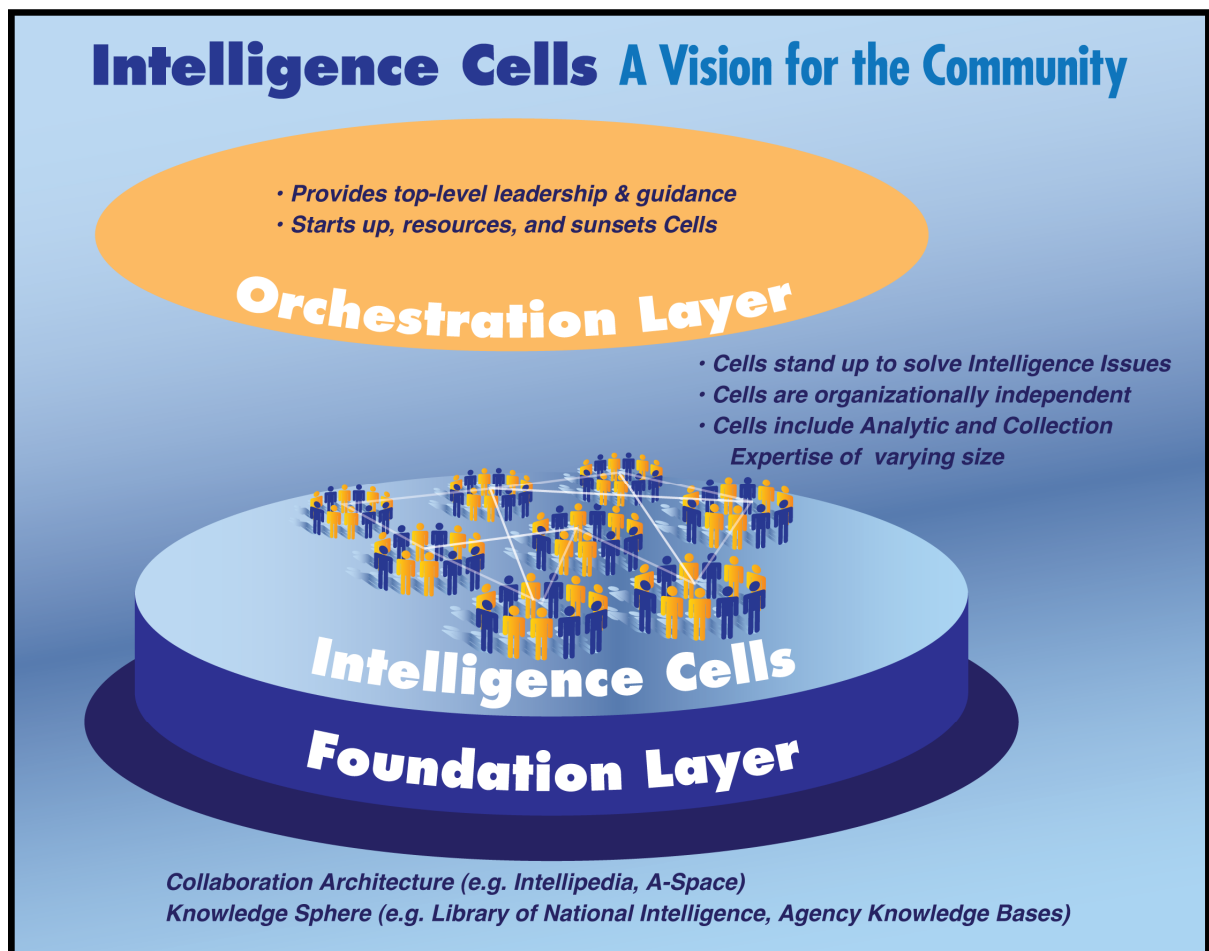 Intelligence Cells A Vision for the Community
• Provides top-level leadership & guidance
• Starts up, resources, and sunsets Cells
Orchestration Layer
• Cells stand up to solve Intelligence Issues
• Cells are organizationally independent
• Cells include Analytic and Collection
Expertise of varying size
Intelligence Cells
Foundation Layer
Collaboration Architecture (e.g. Intellipedia, A-Space)
Knowledge Sphere (e.g. Library of National Intelligence, Agency Knowledge Bases)